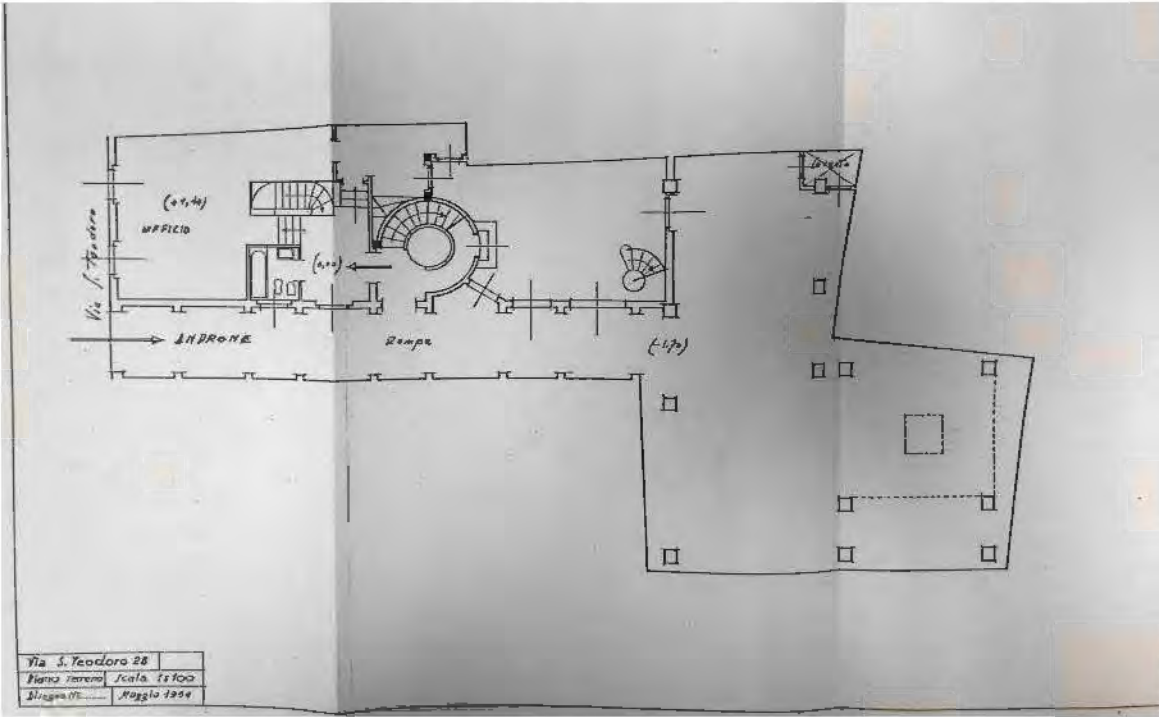 (+1,40)
UFFICIO
Via S. Teodoro
(0,00)
ANDRONE
Rampa
(-1,70)
Via S. Teodoro 28
Piano terreno Scala 1:100
Disegno N. Maggio 1954